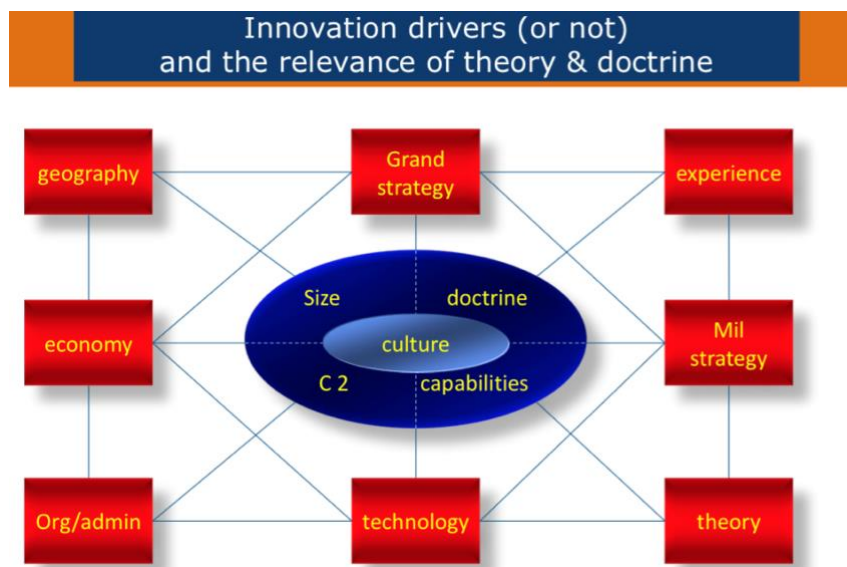 Innovation drivers (or not)
and the relevance of theory & doctrine
geography
Grand
strategy
experience
Size
doctrine
economy
culture
Mil
strategy
C 2
capabilities
Org/admin
technology
theory